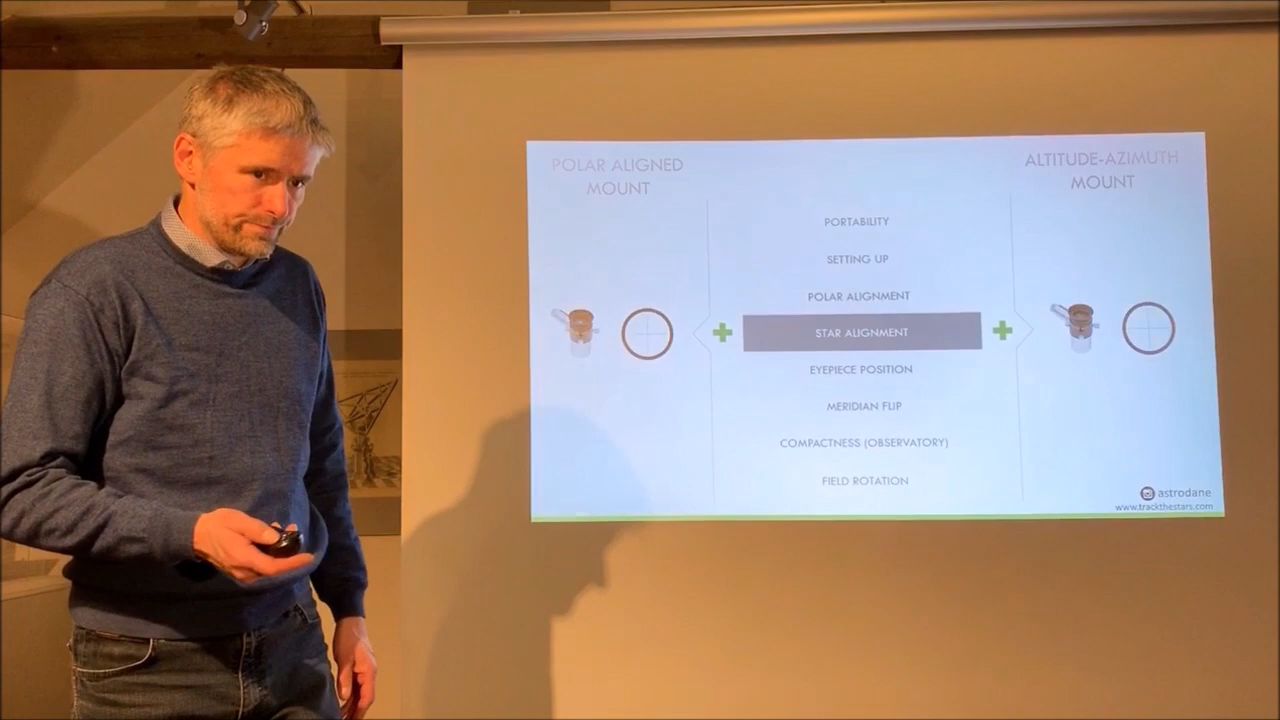 POLAR ALIGNED
MOUNT
ALTITUDE-AZIMUTH
MOUNT
PORTABILITY
SETTING UP
POLAR ALIGNMENT
STAR ALIGNMENT
EYEPIECE POSITION
MERIDIAN FLIP
COMPACTNESS (OBSERVATORY)
FIELD ROTATION
astrodane
www.trackthestars.com